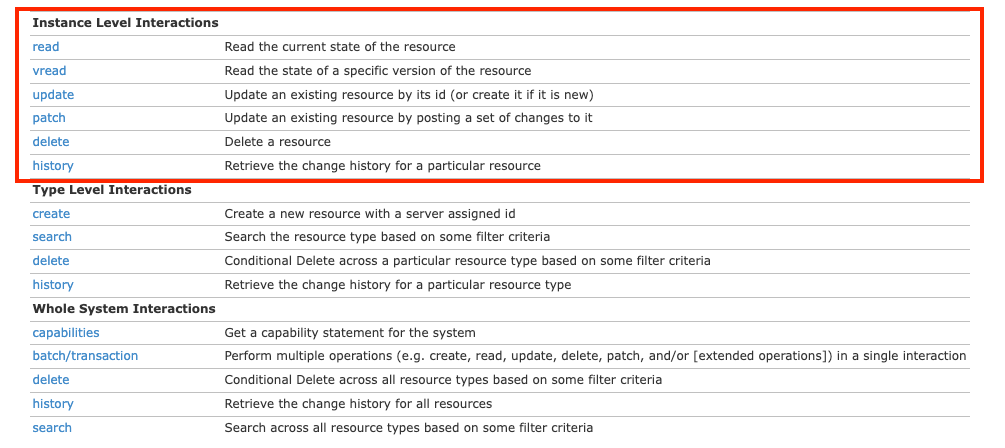 Instance Level Interactions
read Read the current state of the resource
vread Read the state of a specific version of the resource
update Update an existing resource by its id (or create it if it is new)
patch Update an existing resource by posting a set of changes to it
delete Delete a resource
history Retrieve the change history for a particular resource
Type Level Interactions
create Create a new resource with a server assigned id
search Search the resource type based on some filter criteria
delete Conditional Delete across a particular resource type based on some filter criteria
history Retrieve the change history for a particular resource type
Whole System Interactions
capabilities Get a capability statement for the system
batch/transaction Perform multiple operations (e.g. create, read, update, delete, patch, and/or [extended operations]) in a single interaction
delete Conditional Delete across all resource types based on some filter criteria
history Retrieve the change history for all resources
search Search across all resource types based on some filter criteria